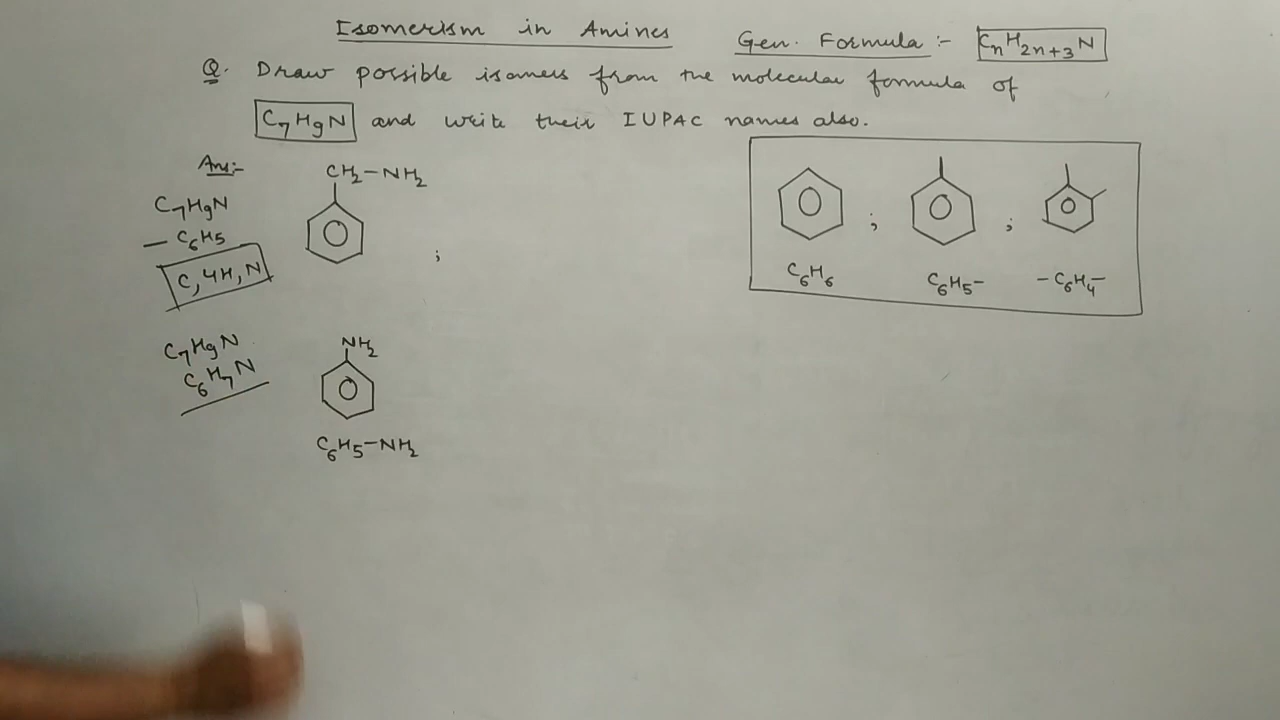 Isomerism in Amines Gen. Formula :- CnH2n+3N
Q. Draw possible isomers from the molecular formula of
C7H9N and write their IUPAC names also.
Ans:-
CH2-NH2
C7H9N
- C6H5
C, 4H, N
;
C6H6 ; C6H5- ; -C6H4-
C7H9N
C6H7N
NH2
C6H5-NH2